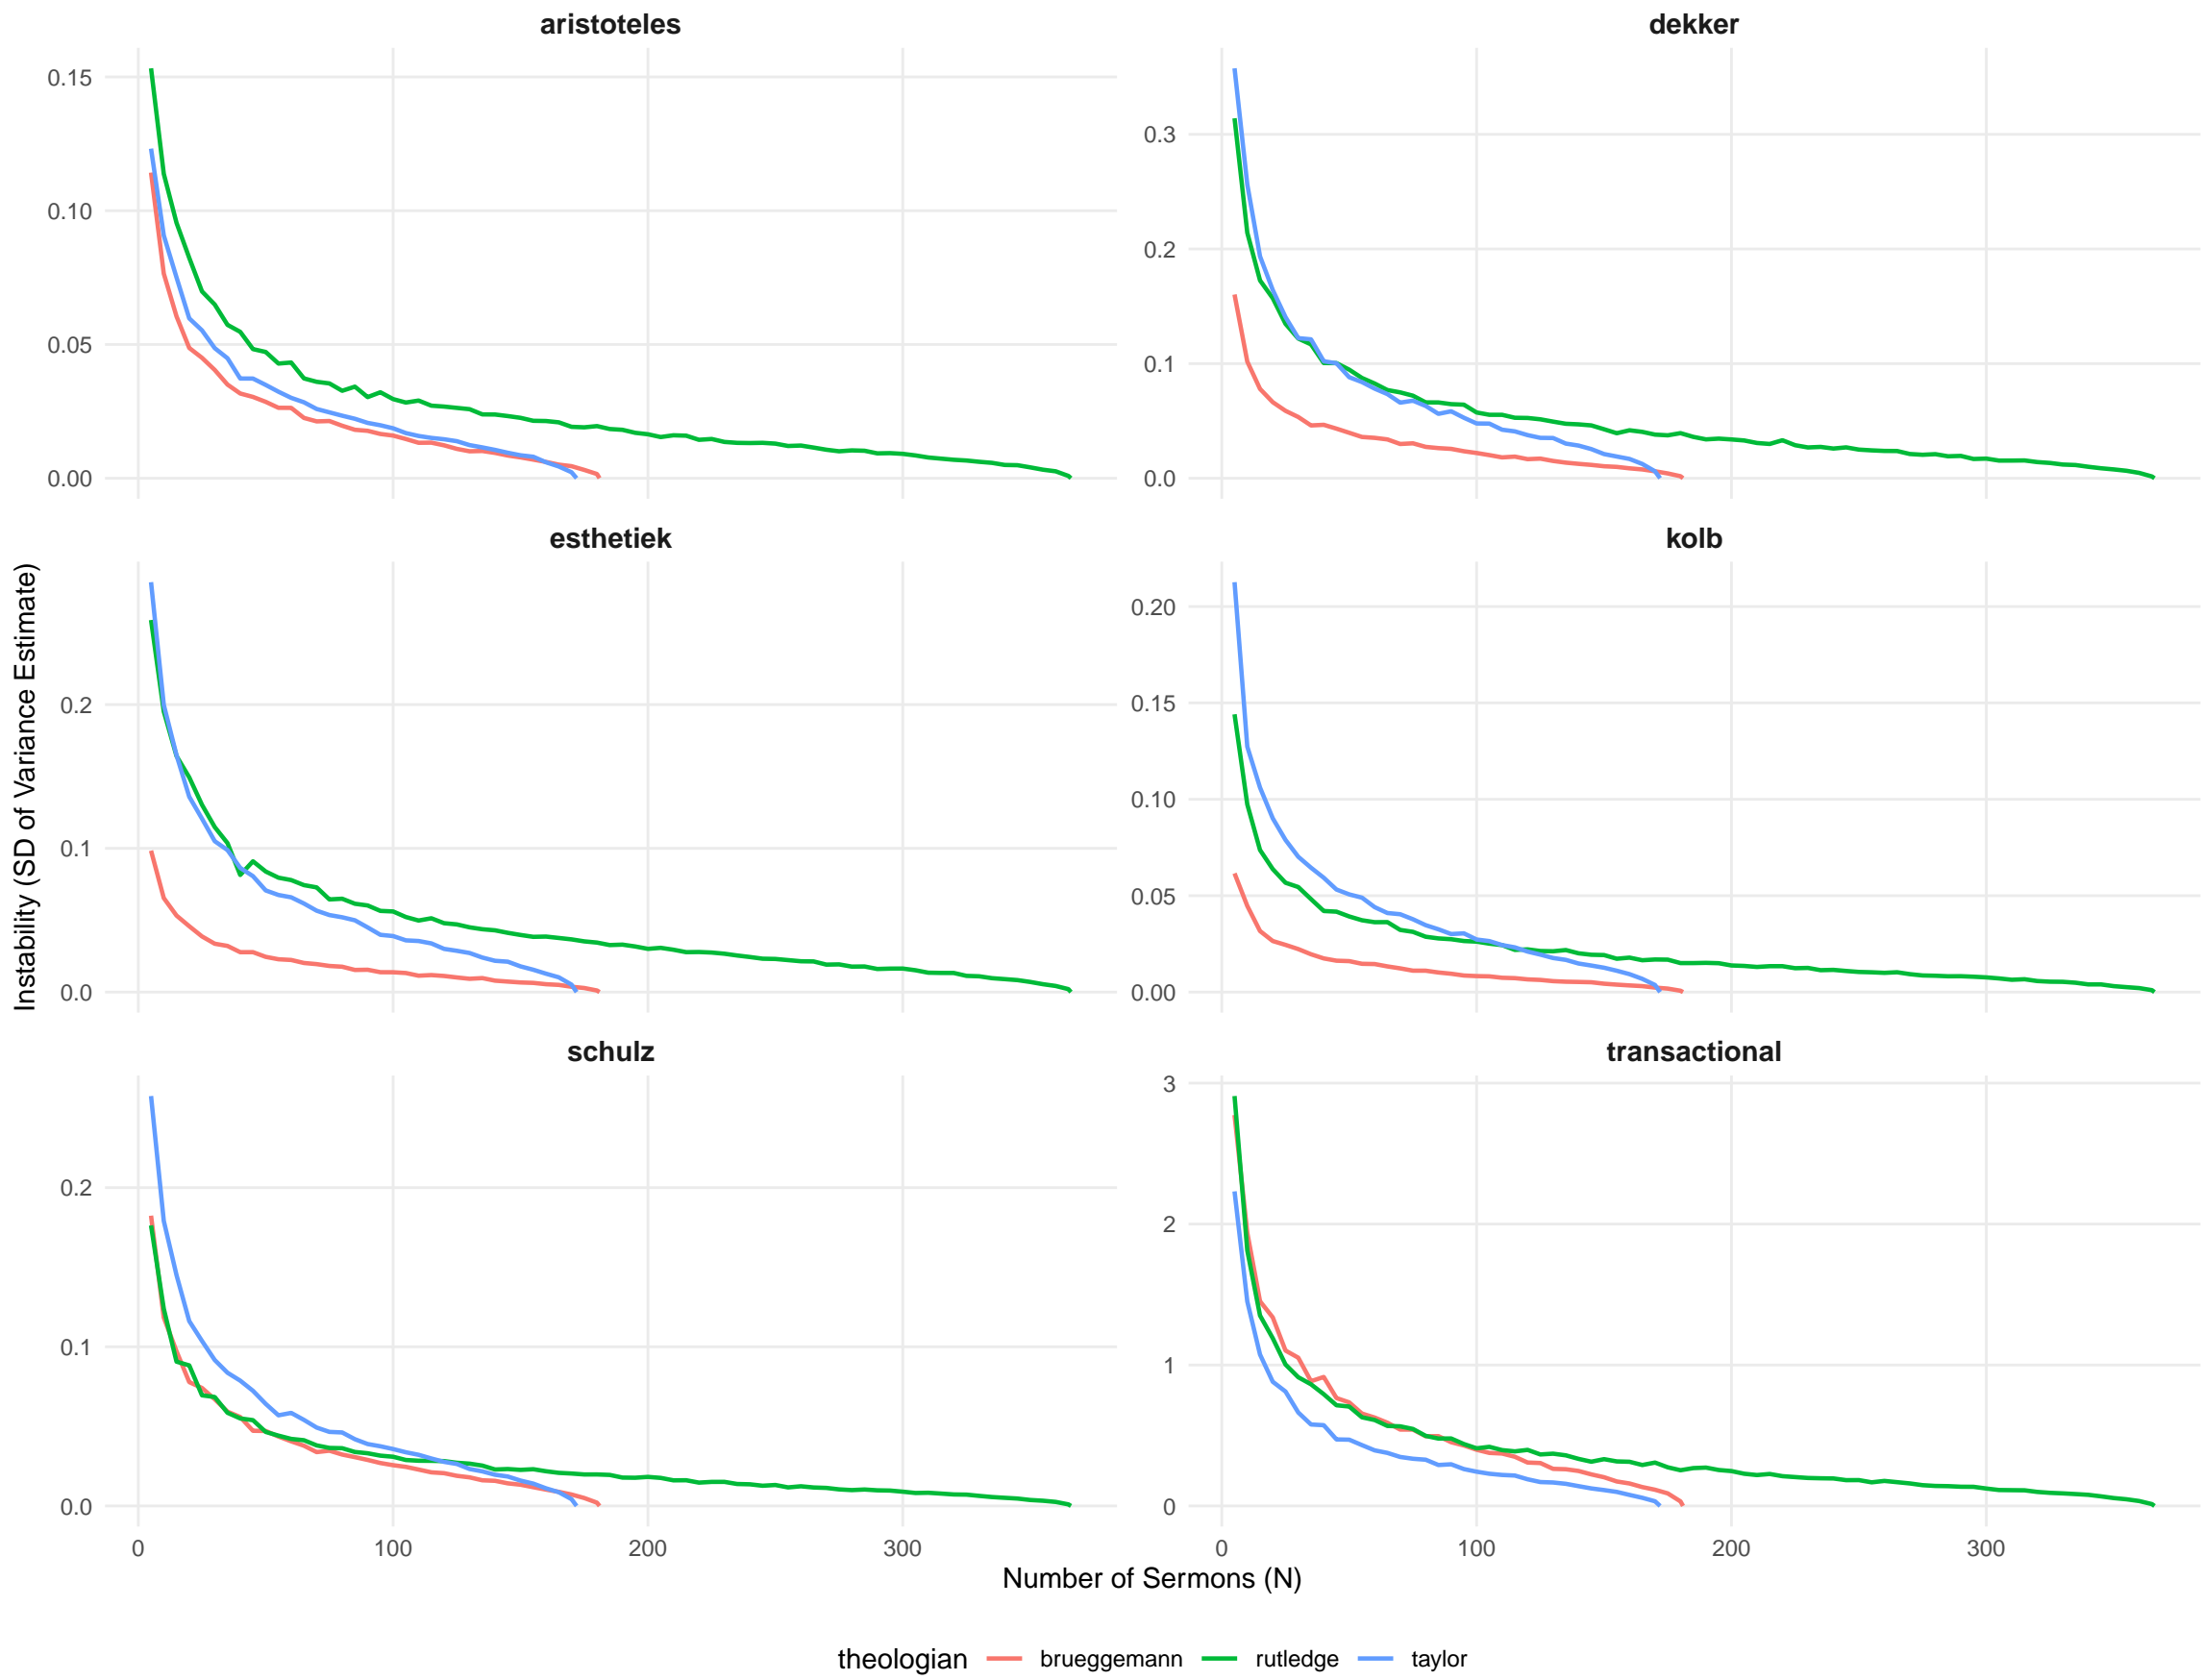 aristoteles
dekker
0.15
0.10
0.05
0.00
0.3
0.2
0.1
0.0
esthetiek
kolb
0.2
0.1
0.0
0.20
0.15
0.10
0.05
0.00
Instability (SD of Variance Estimate)
schulz
transactional
0.2
0.1
0.0
3
2
1
0
0 100 200 300
0 100 200 300
Number of Sermons (N)
theologian brueggemann rutledge taylor